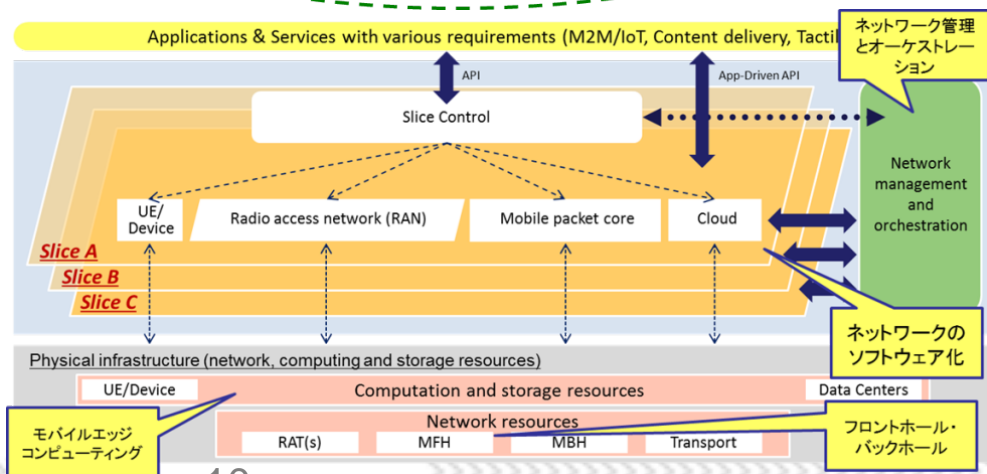 Applications & Services with various requirements (M2M/IoT, Content delivery,
ネットワーク管理
とオーケストレー
ション
API
App-Driven API
Slice Control
Network
management
and
orchestration
UE/
Device
Radio access network (RAN)
Mobile packet core
Cloud
Slice A
Slice B
Slice C
ネットワークの
ソフトウェア化
Physical infrastructure (network, computing and storage resources)
UE/Device
Computation and storage resources
Data Centers
Network resources
RAT(s)
MFH
MBH
Transport
モバイルエッジ
コンピューティング
フロントホール・
バックホール